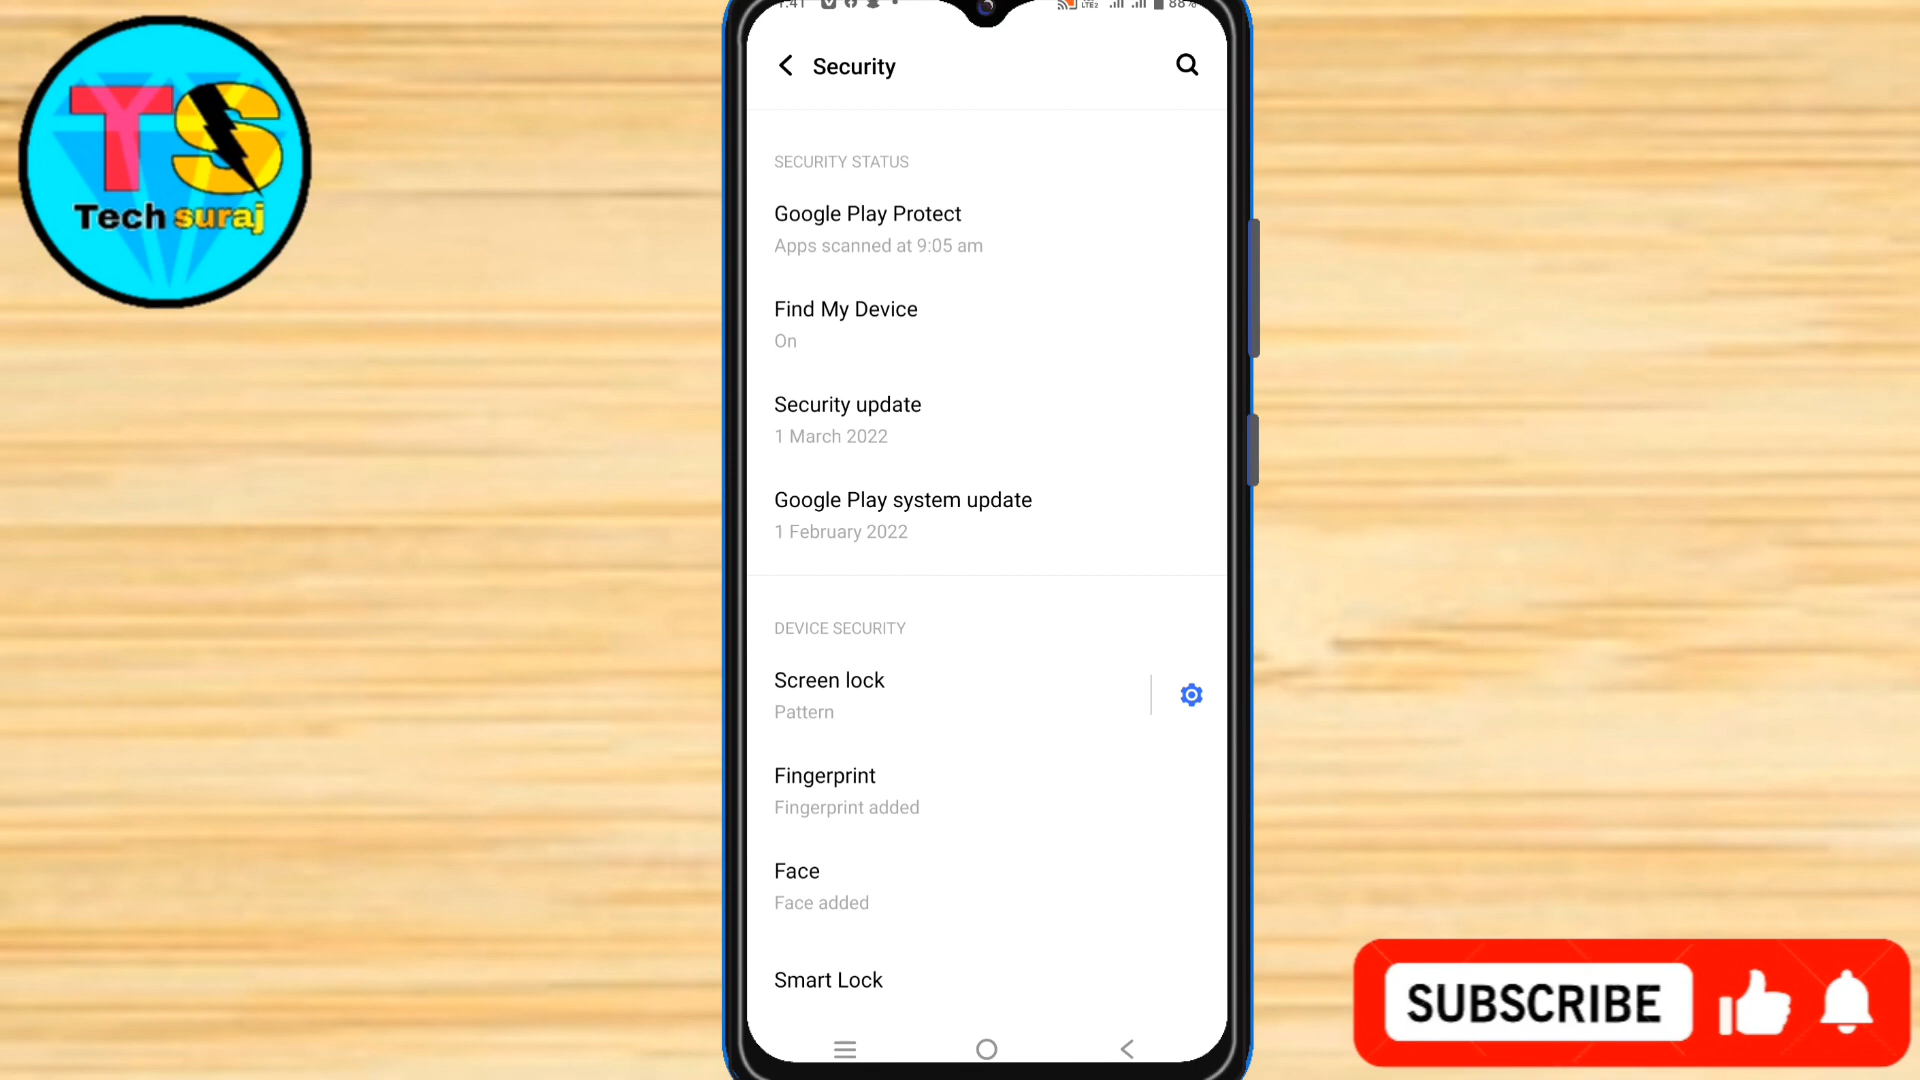 TS
Tech suraj
88%
Security
SECURITY STATUS
Google Play Protect
Apps scanned at 9:05 am
Find My Device
On
Security update
1 March 2022
Google Play system update
1 February 2022
DEVICE SECURITY
Screen lock
Pattern
Fingerprint
Fingerprint added
Face
Face added
Smart Lock
SUBSCRIBE